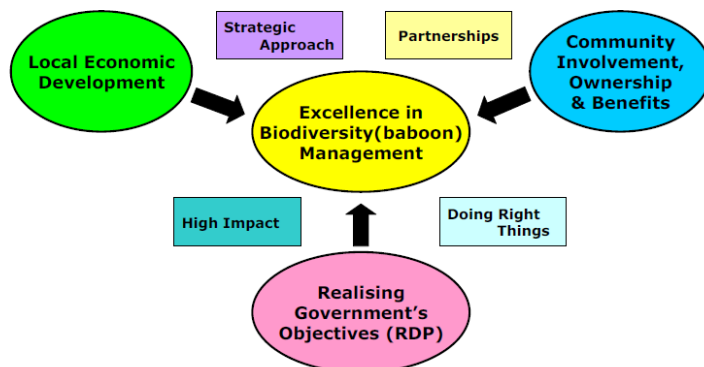 Strategic
Approach
Partnerships
Local Economic
Development
Community
Involvement,
Ownership
& Benefits
Excellence in
Biodiversity(baboon)
Management
High Impact
Doing Right
Things
Realising
Government’s
Objectives (RDP)